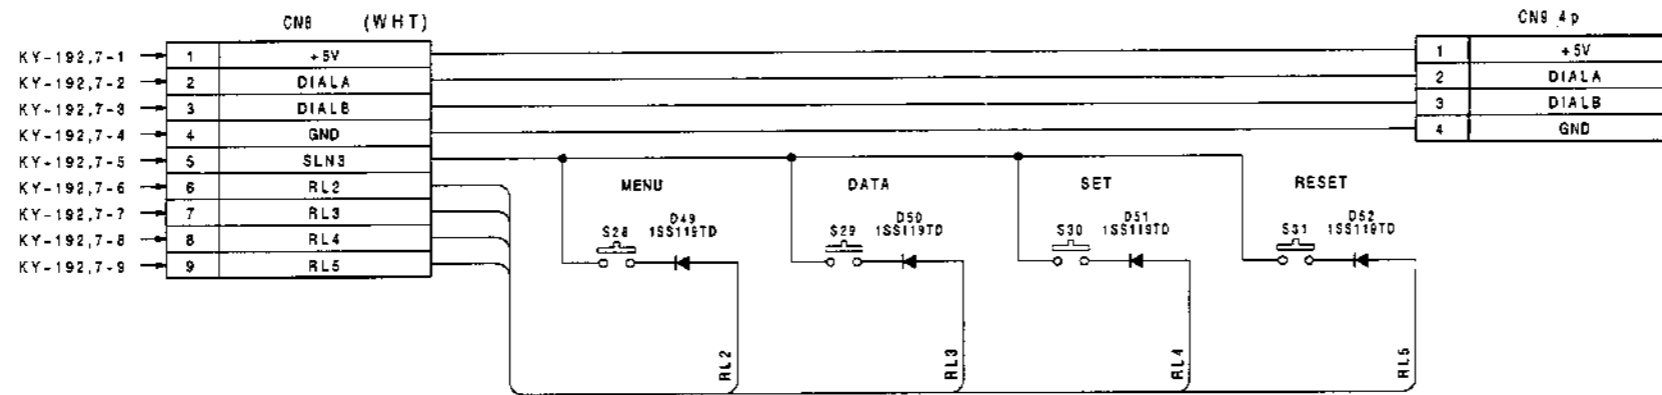 CN8 (WHT)
CN9 4p
KY-192,7-1 1 +5V
KY-192,7-2 2 DIALA
KY-192,7-3 3 DIALB
KY-192,7-4 4 GND
KY-192,7-5 5 SLN3
KY-192,7-6 6 RL2
KY-192,7-7 7 RL3
KY-192,7-8 8 RL4
KY-192,7-9 9 RL5
1 +5V
2 DIALA
3 DIALB
4 GND
MENU DATA SET RESET
D49 D50 D51 D52
S28 1SS119TD S29 1SS119TD S30 1SS119TD S31 1SS119TD
RL2 RL3 RL4 RL5